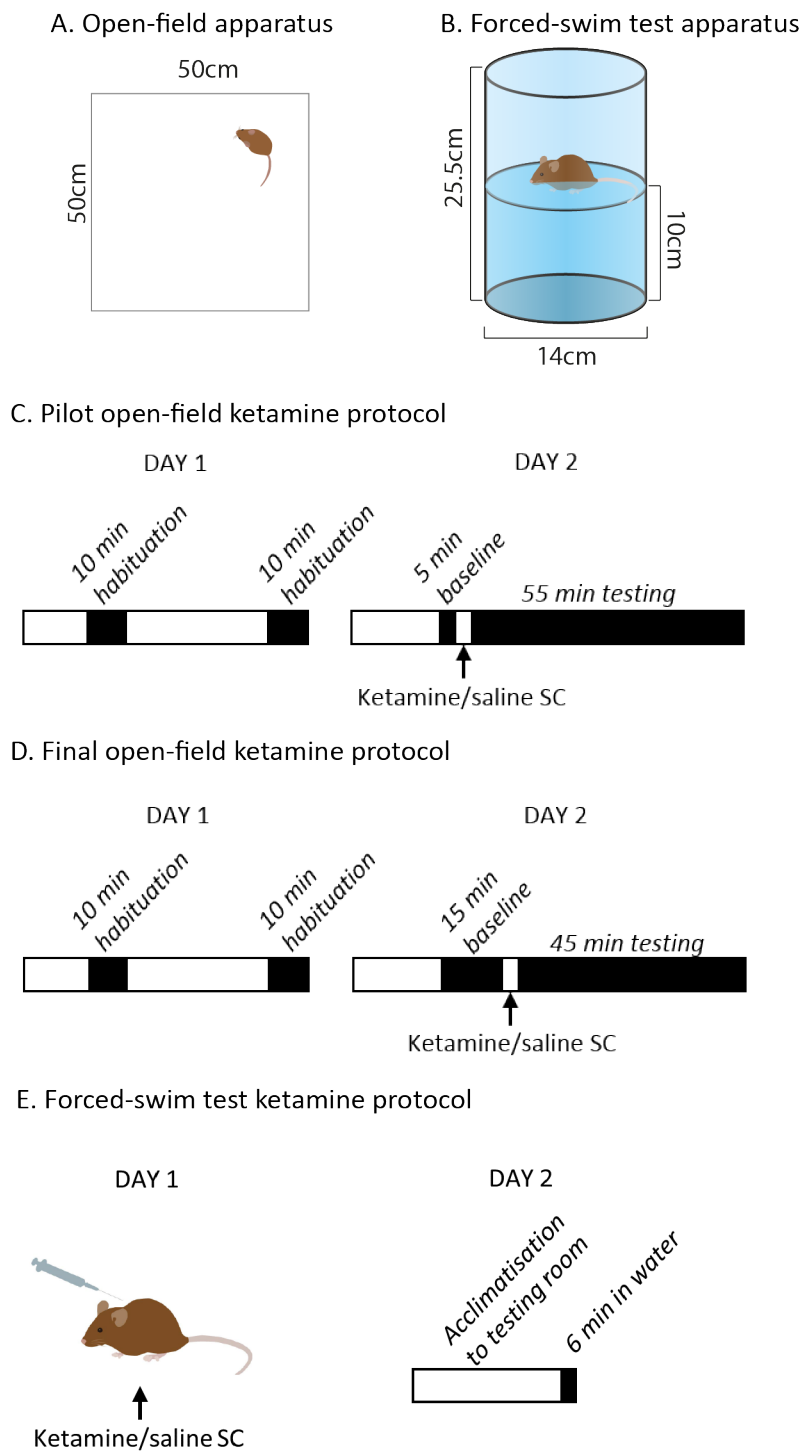 A. Open-field apparatus
50cm
50cm
B. Forced-swim test apparatus
25.5cm
10cm
14cm
C. Pilot open-field ketamine protocol
DAY 1
DAY 2
10 min
habituation
10 min
habituation
5 min
baseline
55 min testing
Ketamine/saline SC
D. Final open-field ketamine protocol
DAY 1
DAY 2
10 min
habituation
10 min
habituation
15 min
baseline
45 min testing
Ketamine/saline SC
E. Forced-swim test ketamine protocol
DAY 1
DAY 2
Acclimatisation
to testing room
6 min in water
Ketamine/saline SC